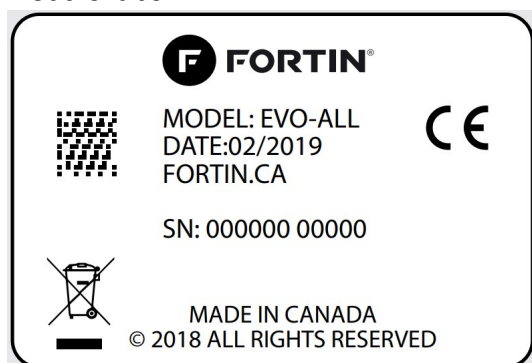 FORTIN®
MODEL: EVO-ALL
DATE:02/2019
FORTIN.CA
CE
SN: 000000 00000
MADE IN CANADA
© 2018 ALL RIGHTS RESERVED